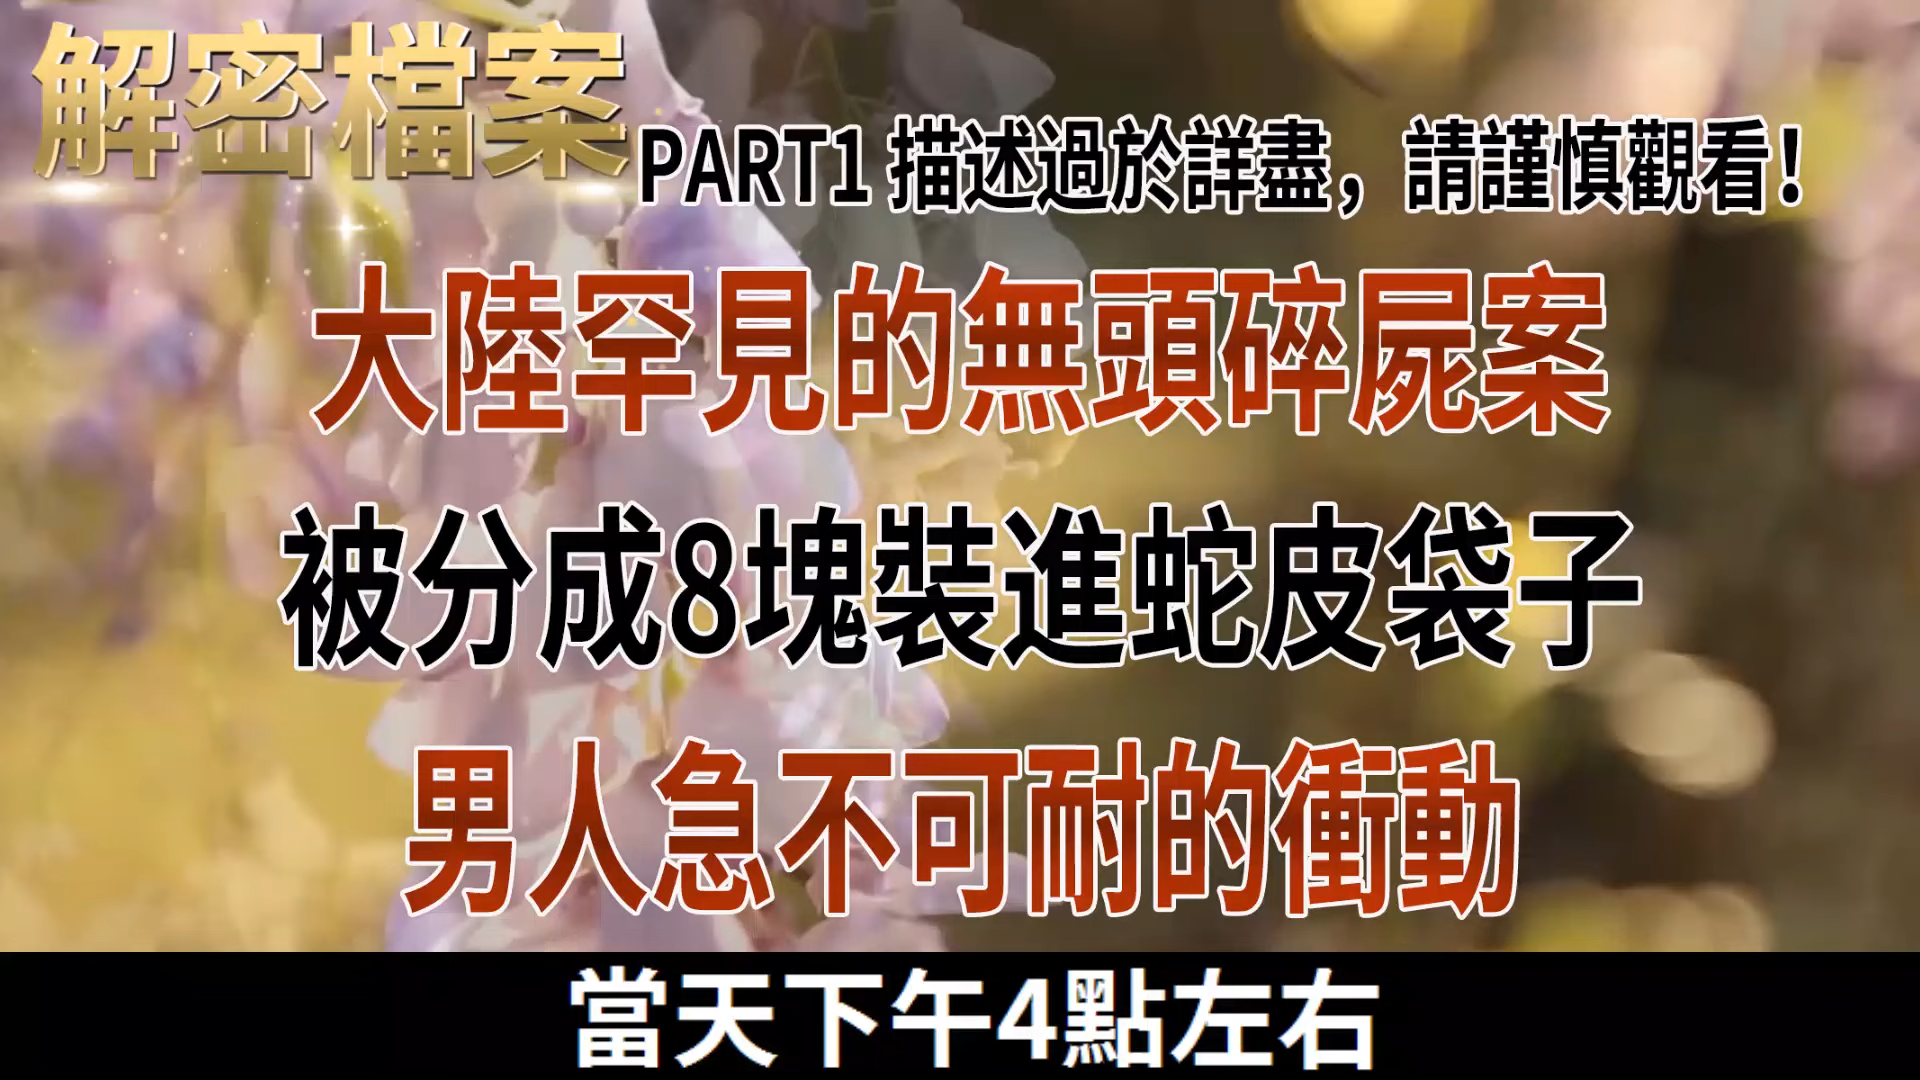 解密檔案
PART1 描述過於詳盡，請謹慎觀看！
大陸罕見的無頭碎屍案
被分成8塊裝進蛇皮袋子
男人急不可耐的衝動
當天下午4點左右